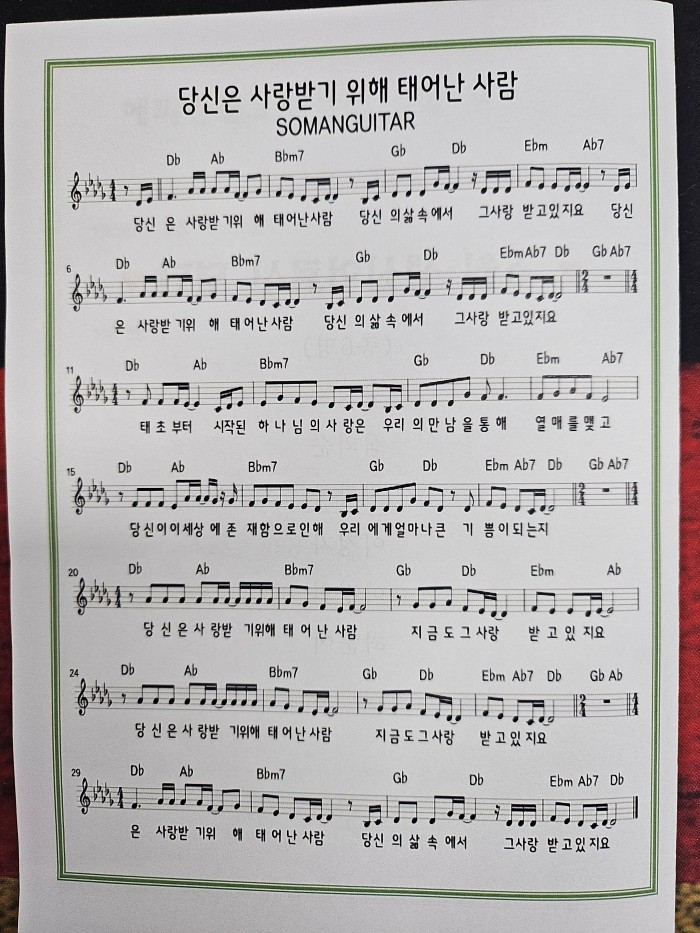 당신은 사랑받기 위해 태어난 사람
SOMANGUITAR
Db Ab Bbm7 Gb Db Ebm Ab7
당신 은 사랑받 기위 해 태어난사람 당신 의삶 속에서 그사랑 받고있지요 당신
6
Db Ab Bbm7 Gb Db Ebm Ab7 Db Gb Ab7
은 사랑받 기위 해 태 어난 사람 당신 의 삶 속 에서 그사랑 받고있지요
11
Db Ab Bbm7 Gb Db Ebm Ab7
태 초 부터 시작된 하 나 님 의 사 랑은 우리 의 만 남 을 통 해 열 매 를 맺 고
15
Db Ab Bbm7 Gb Db Ebm Ab7 Db Gb Ab7
당신이이세상 에 존 재함으로인해 우리 에게얼마나큰 기 쁨이되는지
20
Db Ab Bbm7 Gb Db Ebm Ab
당 신 은 사 랑받 기위해 태 어 난 사람 지 금 도 그 사랑 받 고 있 지요
24
Db Ab Bbm7 Gb Db Ebm Ab7 Db Gb Ab
당 신 은 사 랑받 기위해 태 어 난 사람 지 금 도 그 사랑 받 고 있 지요
29
Db Ab Bbm7 Gb Db Ebm Ab7 Db
은 사랑받 기위 해 태 어 난 사람 당신 의 삶 속 에서 그사랑 받 고 있 지요